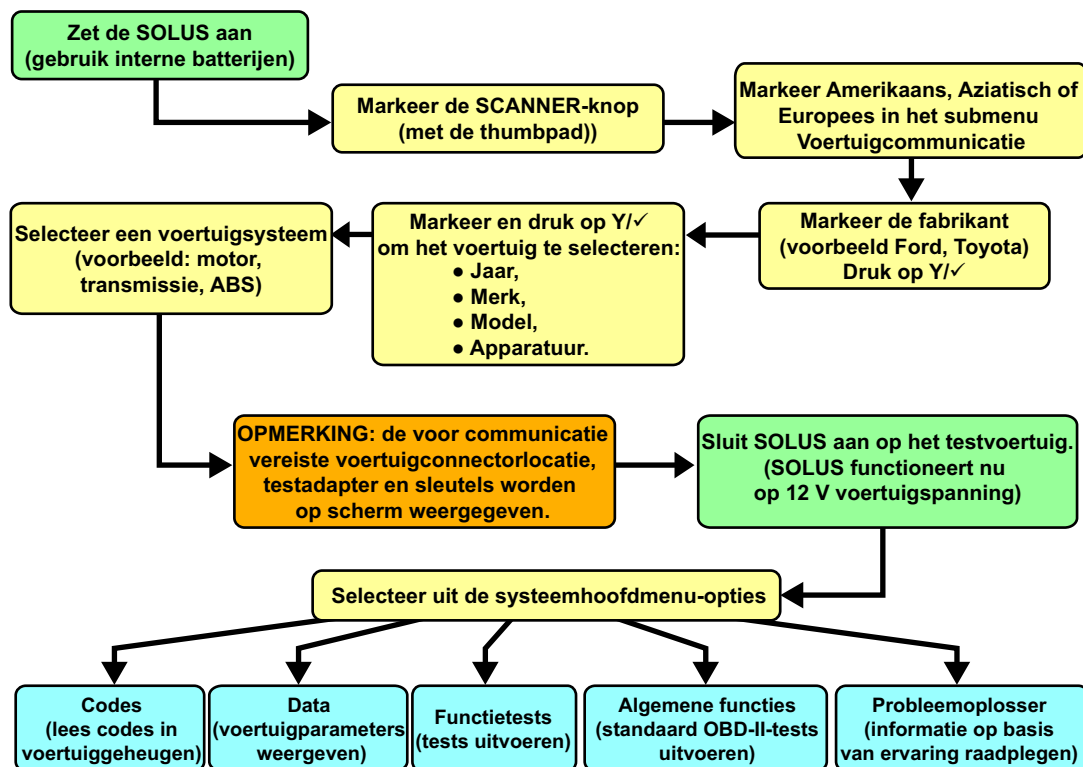 Zet de SOLUS aan
(gebruik interne batterijen)
Markeer de SCANNER-knop
(met de thumbpad))
Markeer Amerikaans, Aziatisch of
Europees in het submenu
Voertuigcommunicatie
Markeer de fabrikant
(voorbeeld Ford, Toyota)
Druk op Y/✓
Markeer en druk op Y/✓
om het voertuig te selecteren:
● Jaar,
● Merk,
● Model,
● Apparatuur.
Selecteer een voertuigsysteem
(voorbeeld: motor,
transmissie, ABS)
OPMERKING: de voor communicatie
vereiste voertuigconnectorlocatie,
testadapter en sleutels worden
op scherm weergegeven.
Sluit SOLUS aan op het testvoertuig.
(SOLUS functioneert nu
op 12 V voertuigspanning)
Selecteer uit de systeemhoofdmenu-opties
Codes
(lees codes in
voertuiggeheugen)
Data
(voertuigparameters
weergeven)
Functietests
(tests uitvoeren)
Algemene functies
(standaard OBD-II-tests
uitvoeren)
Probleemoplosser
(informatie op basis
van ervaring raadplegen)